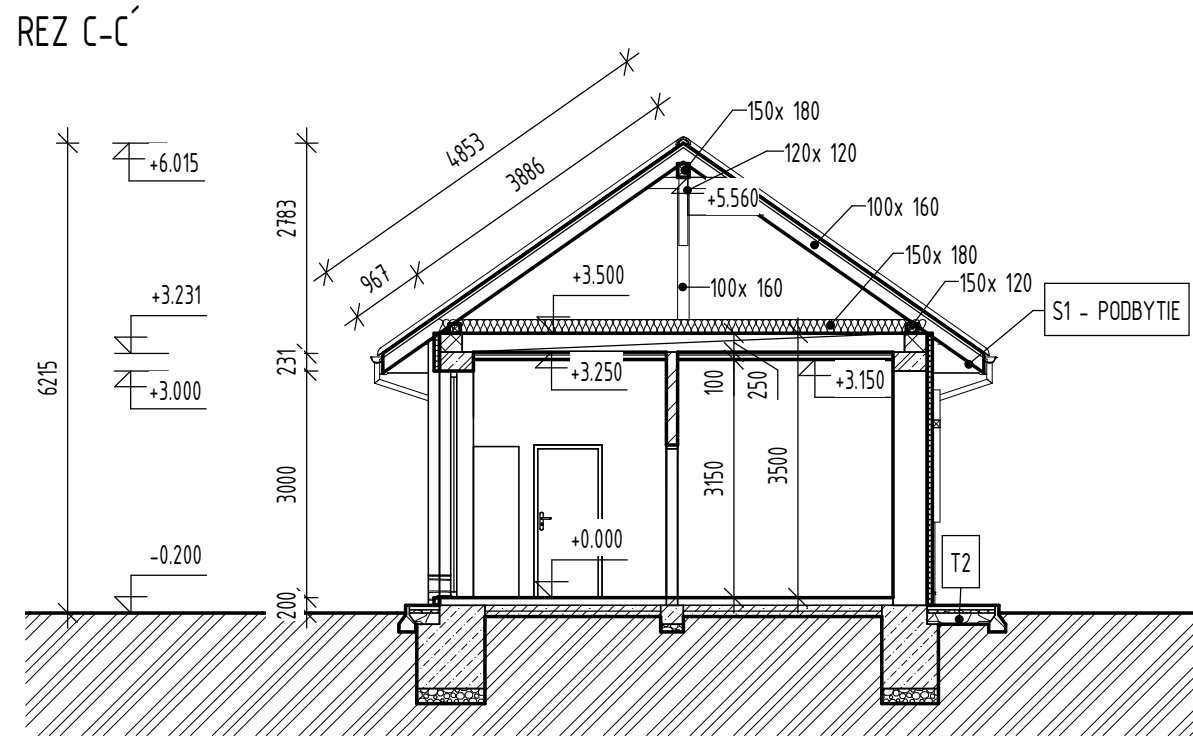 REZ C-C´
150x 180
120x 120
+6.015
4853
3886
+5.560
100x 160
2783
967
+3.500
150x 180
100x 160
150x 120
+3.231
S1 - PODBYTIE
231
6215
+3.000
+3.250
100
250
+3.150
3000
3150
3500
-0.200
+0.000
T2
200